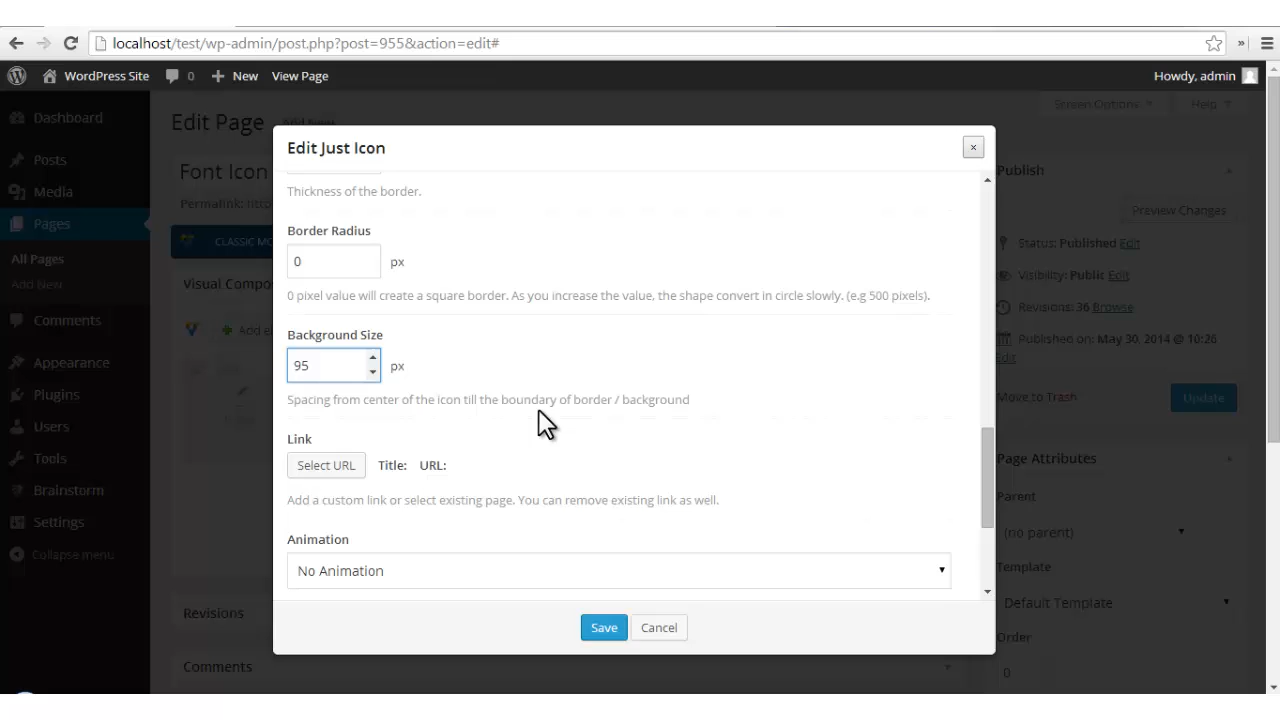 localhost/test/wp-admin/post.php?post=955&action=edit#
WordPress Site 0 New View Page Howdy, admin
Dashboard
Posts
Media
Pages
All Pages
Add New
Comments
Appearance
Plugins
Users
Tools
Brainstorm
Settings
Collapse menu
Edit Page Add New
Screen Options Help
Font Icon
Permalink:
CLASSIC MO
Visual Compo
Add e
Revisions
Comments
Edit Just Icon
Thickness of the border.
Border Radius
0 px
0 pixel value will create a square border. As you increase the value, the shape convert in circle slowly. (e.g 500 pixels).
Background Size
95 px
Spacing from center of the icon till the boundary of border / background
Link
Select URL Title: URL:
Add a custom link or select existing page. You can remove existing link as well.
Animation
No Animation
Save Cancel
Publish
Preview Changes
Status: Published Edit
Visibility: Public Edit
Revisions: 36 Browse
Published on: May 30, 2014 @ 10:26
Edit
Move to Trash Update
Page Attributes
Parent
(no parent)
Template
Default Template
Order
0